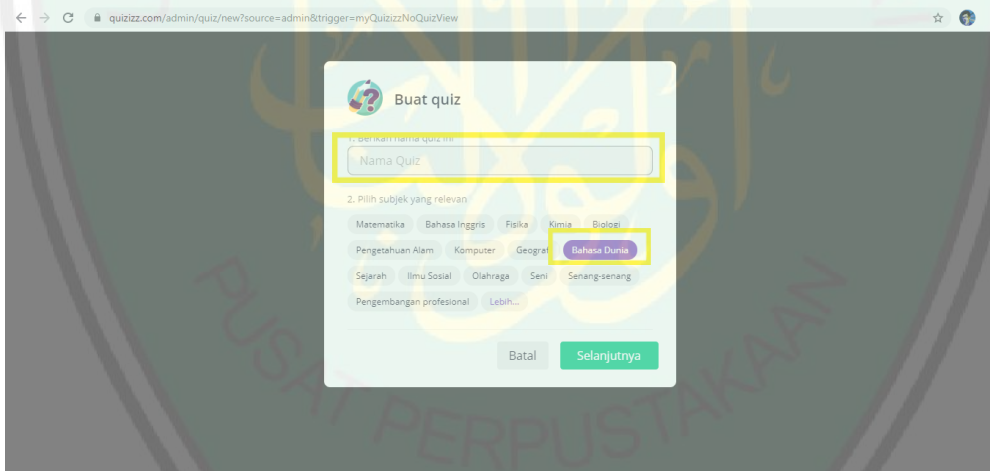 quizizz.com/admin/quiz/new?source=admin&trigger=myQuizizzNoQuizView
Buat quiz
1. Berikan nama quiz ini
Nama Quiz
2. Pilih subjek yang relevan
Matematika Bahasa Inggris Fisika Kimia Biologi
Pengetahuan Alam Komputer Geografi Bahasa Dunia
Sejarah Ilmu Sosial Olahraga Seni Senang-senang
Pengembangan profesional Lebih...
Batal Selanjutnya
PUSAT PERPUSTAKAAN